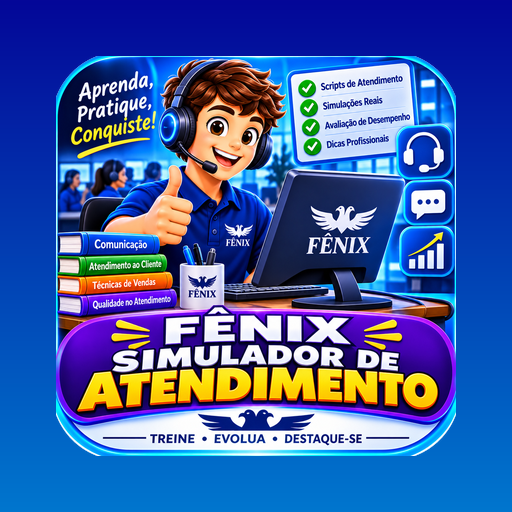 Aprenda,
Pratique,
Conquiste!
Scripts de Atendimento
Simulações Reais
Avaliação de Desempenho
Dicas Profissionais
FÊNIX
FÊNIX
Comunicação
Atendimento ao Cliente
Técnicas de Vendas
Qualidade no Atendimento
FÊNIX
FÊNIX
SIMULADOR DE
ATENDIMENTO
TREINE • EVOLUA • DESTAQUE-SE